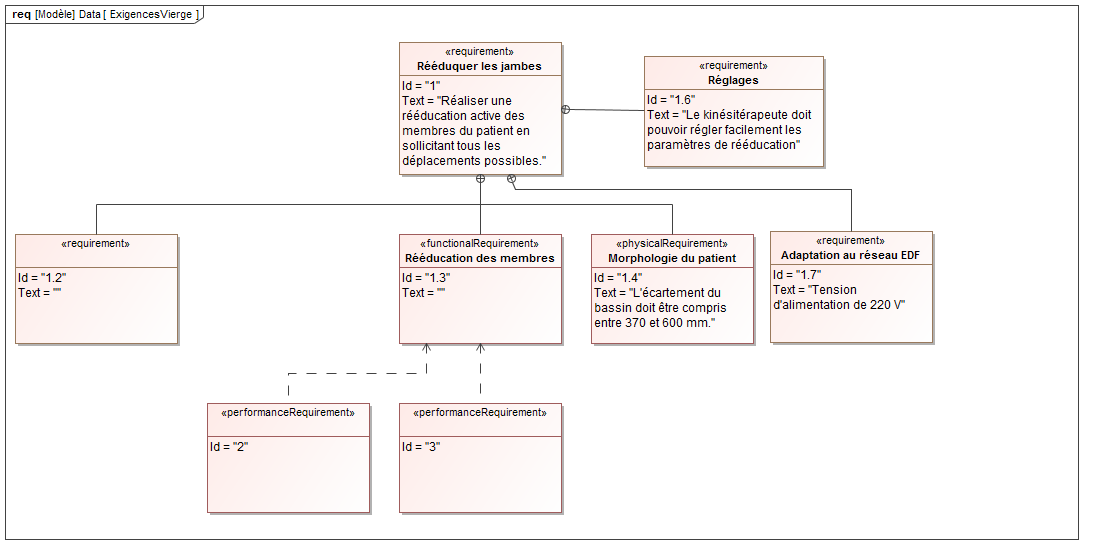 req [Modèle] Data [ ExigencesVierge ]
«requirement»
Rééduquer les jambes
Id = "1"
Text = "Réaliser une
rééducation active des
membres du patient en
sollicitant tous les
déplacements possibles."
«requirement»
Réglages
Id = "1.6"
Text = "Le kinésitérapeute doit
pouvoir régler facilement les
paramètres de rééducation"
«requirement»
Id = "1.2"
Text = ""
«functionalRequirement»
Rééducation des membres
Id = "1.3"
Text = ""
«physicalRequirement»
Morphologie du patient
Id = "1.4"
Text = "L'écartement du
bassin doit être compris
entre 370 et 600 mm."
«requirement»
Adaptation au réseau EDF
Id = "1.7"
Text = "Tension
d'alimentation de 220 V"
«performanceRequirement»
Id = "2"
«performanceRequirement»
Id = "3"